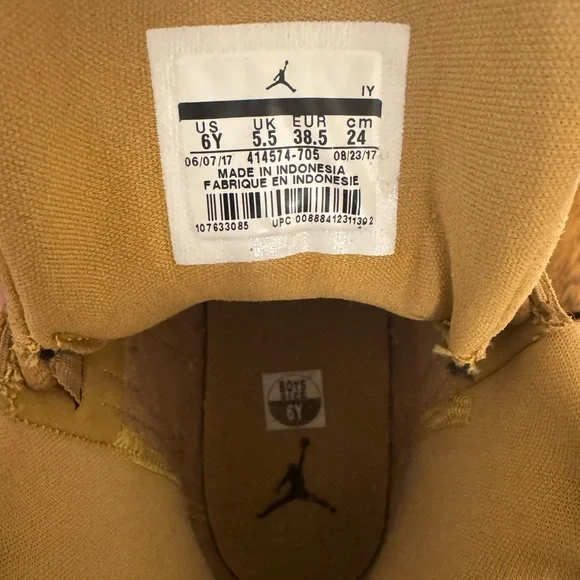 IY
US UK EUR cm
6Y 5.5 38.5 24
06/07/17 414574-705 08/23/17
MADE IN INDONESIA
FABRIQUE EN INDONESIE
107633085 UPC 00888412311392
BOYS
SIZE
6Y